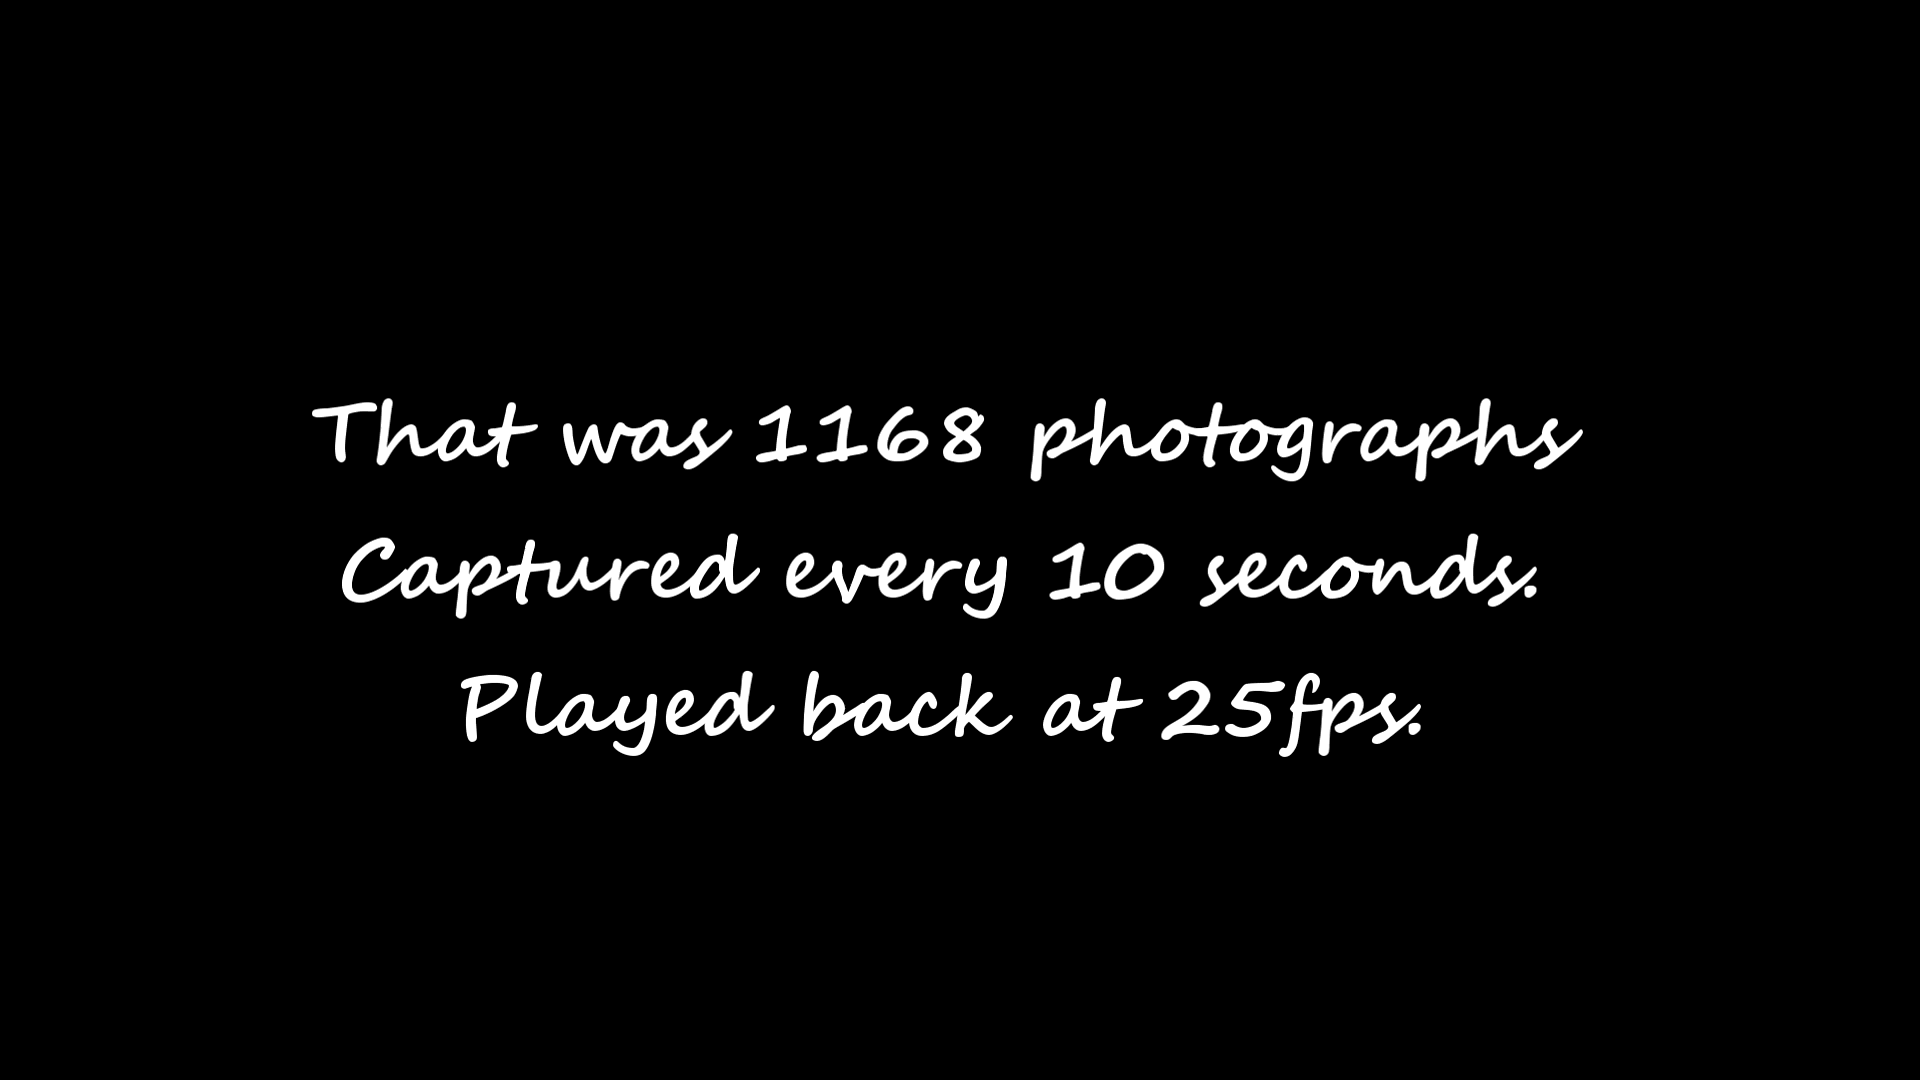 That was 1168 photographs
Captured every 10 seconds.
Played back at 25fps.